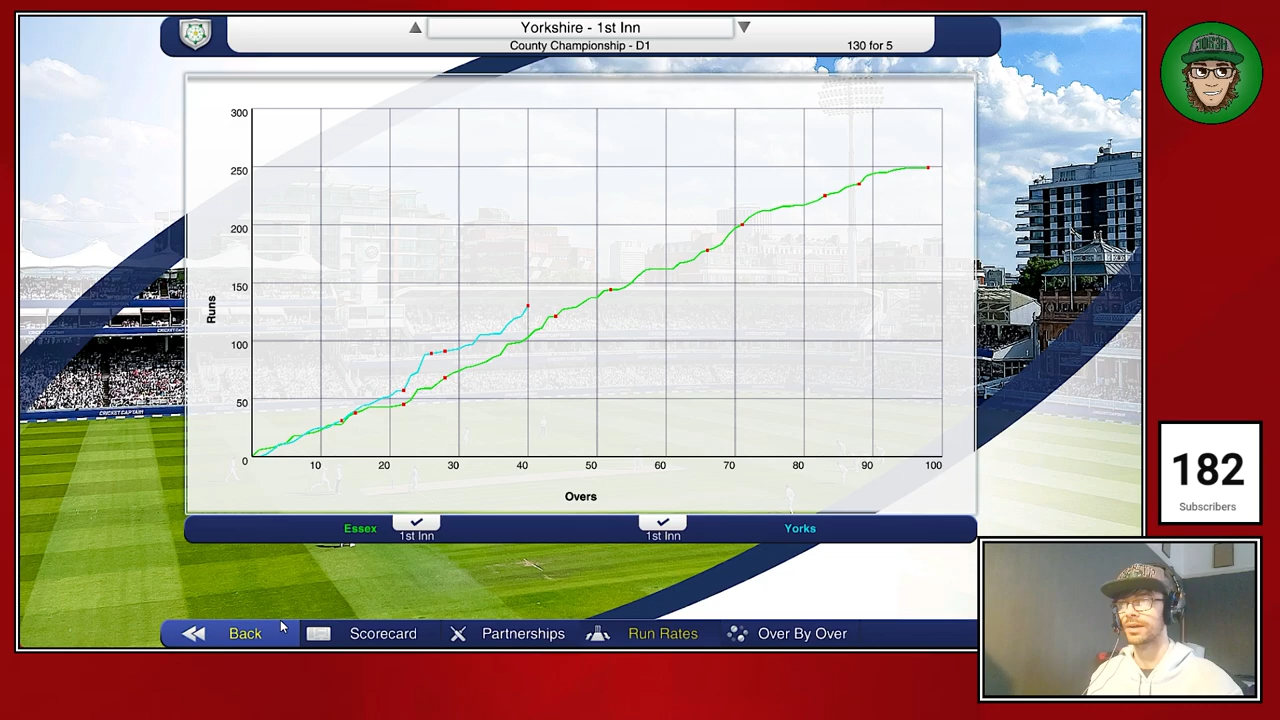 Yorkshire - 1st Inn
County Championship - D1
130 for 5
300
250
200
150
100
50
0
Runs
10 20 30 40 50 60 70 80 90 100
Overs
Essex
1st Inn
1st Inn
Yorks
CRICKET CAPTAIN
182
Subscribers
Back
Scorecard
Partnerships
Run Rates
Over By Over